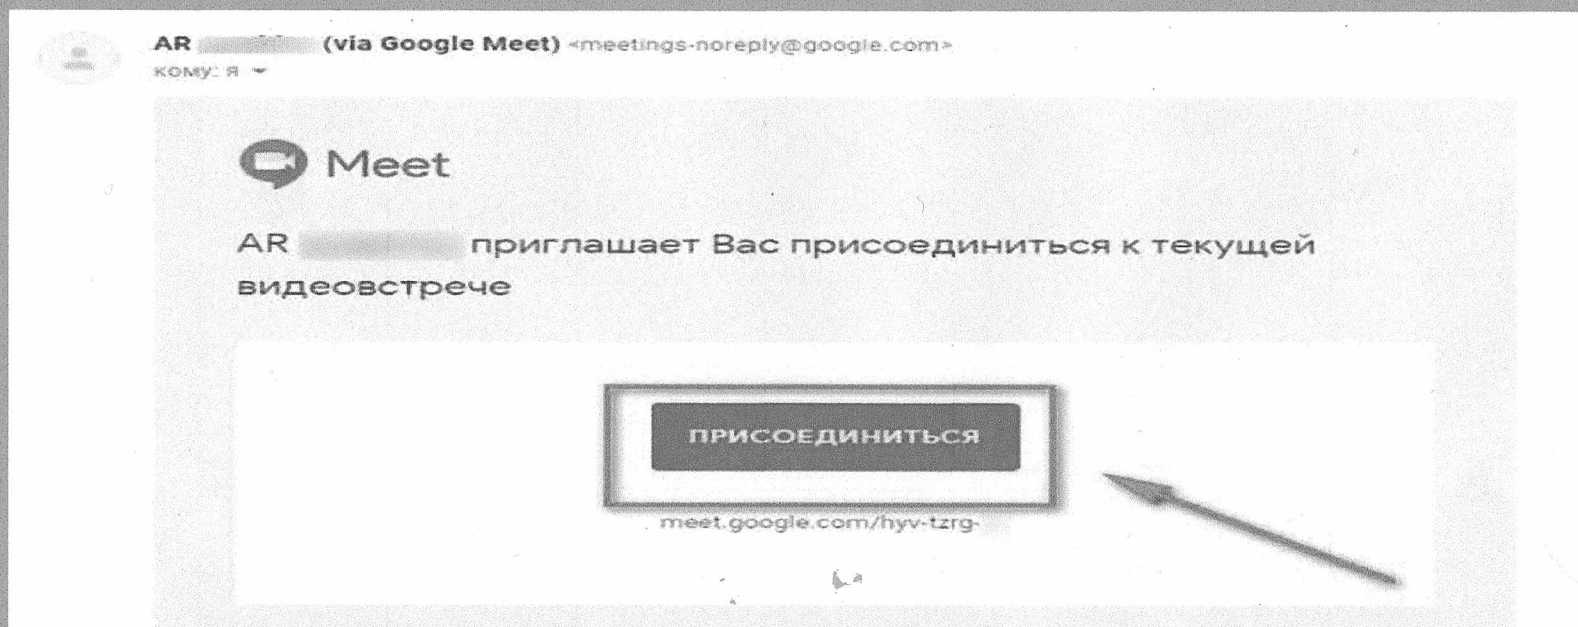 AR (via Google Meet) <meetings-noreply@google.com>
кому: я
Meet
AR приглашает Вас присоединиться к текущей
видеовстрече
ПРИСОЕДИНИТЬСЯ
meet.google.com/hyv-tzrg-